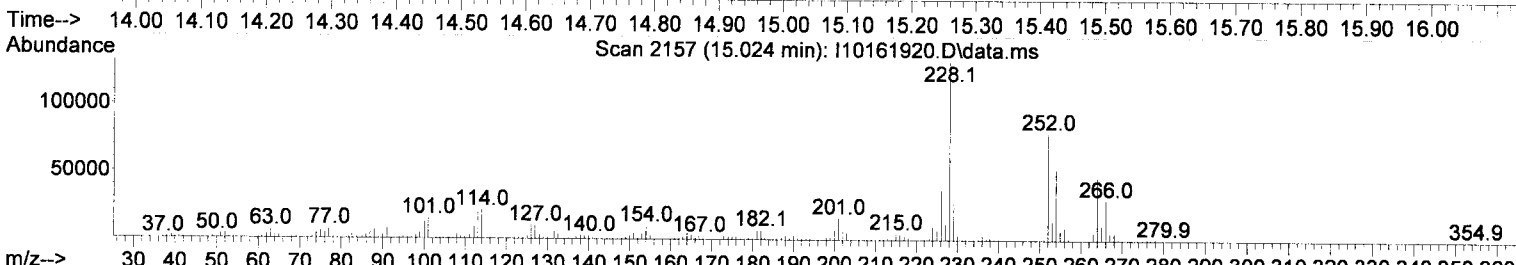 Time--> 14.00 14.10 14.20 14.30 14.40 14.50 14.60 14.70 14.80 14.90 15.00 15.10 15.20 15.30 15.40 15.50 15.60 15.70 15.80 15.90 16.00
Abundance
Scan 2157 (15.024 min): I10161920.D\data.ms
228.1
100000
252.0
50000
266.0
101.0 114.0
201.0
37.0 50.0 63.0 77.0 127.0 140.0 154.0 167.0 182.1 215.0 279.9 354.9
m/z--> 30 40 50 60 70 80 90 100 110 120 130 140 150 160 170 180 190 200 210 220 230 240 250 260 270 280 290 300 310 320 330 340 350